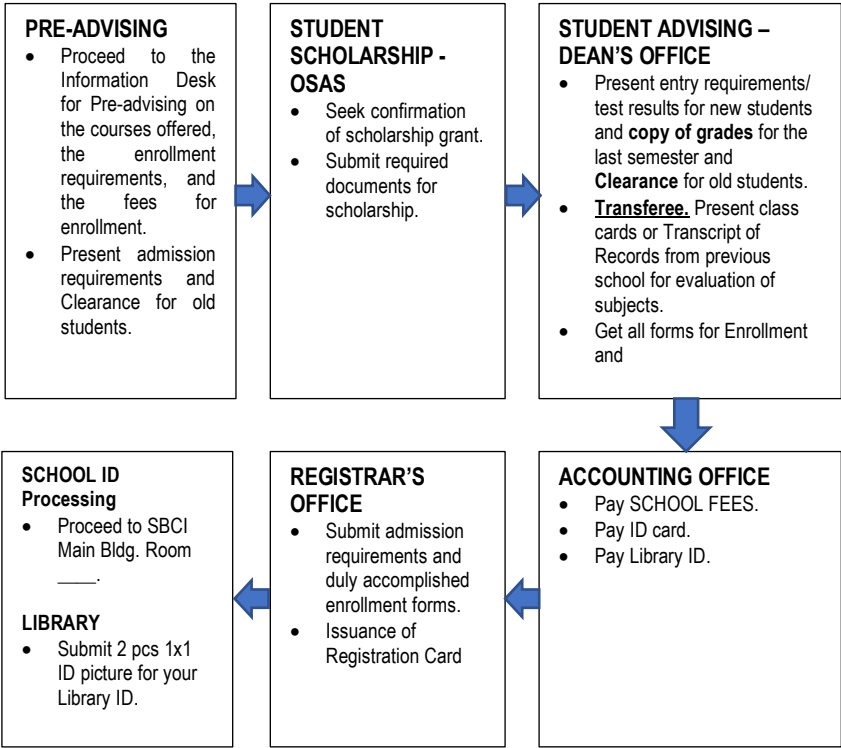 PRE-ADVISING
• Proceed to the
Information Desk
for Pre-advising on
the courses offered,
the enrollment
requirements, and
the fees for
enrollment.
• Present admission
requirements and
Clearance for old
students.
STUDENT
SCHOLARSHIP -
OSAS
• Seek confirmation
of scholarship grant.
• Submit required
documents for
scholarship.
STUDENT ADVISING –
DEAN’S OFFICE
• Present entry requirements/
test results for new students
and copy of grades for the
last semester and
Clearance for old students.
• Transferee. Present class
cards or Transcript of
Records from previous
school for evaluation of
subjects.
• Get all forms for Enrollment
and
ACCOUNTING OFFICE
• Pay SCHOOL FEES.
• Pay ID card.
• Pay Library ID.
REGISTRAR’S
OFFICE
• Submit admission
requirements and
duly accomplished
enrollment forms.
• Issuance of
Registration Card
SCHOOL ID
Processing
• Proceed to SBCI
Main Bldg. Room
____.
LIBRARY
• Submit 2 pcs 1x1
ID picture for your
Library ID.